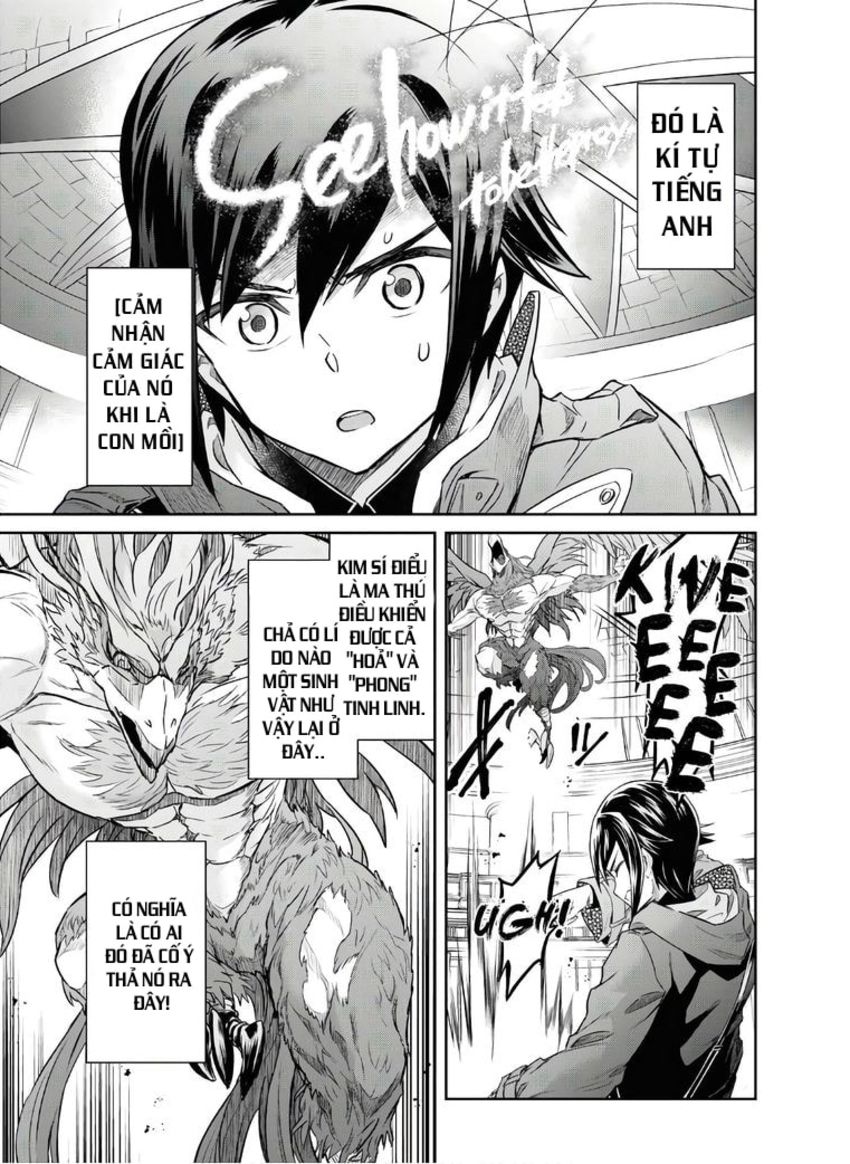 ĐÓ LÀ
KÍ TỰ
TIẾNG
ANH
See how it feels
to be the prey.
[CẢM
NHẬN
CẢM GIÁC
CỦA NÓ
KHI LÀ
CON MỒI]
KINE
EEE
EE
UGH!
KIM SÍ ĐIỂU
LÀ MA THÚ
ĐIỀU KHIỂN
ĐƯỢC CẢ
"HOẢ" VÀ
"PHONG"
TINH LINH.
CHẢ CÓ LÍ
DO NÀO
MỘT SINH
VẬT NHƯ
VẬY LẠI Ở
ĐÂY..
CÓ NGHĨA
LÀ CÓ AI
ĐÓ ĐÃ CỐ Ý
THẢ NÓ RA
ĐÂY!